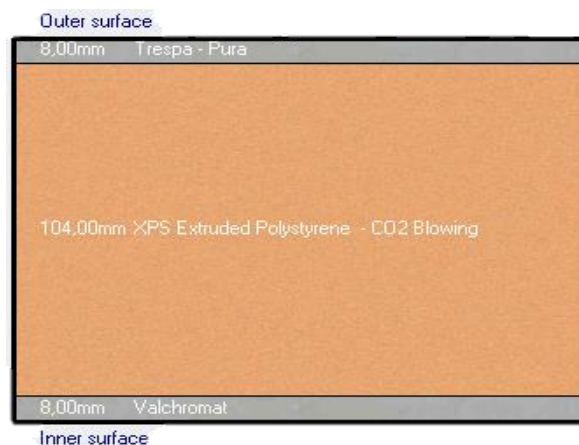 Outer surface
8,00mm Trespa - Pura
104,00mm XPS Extruded Polystyrene - CO2 Blowing
8,00mm Valchromat
Inner surface